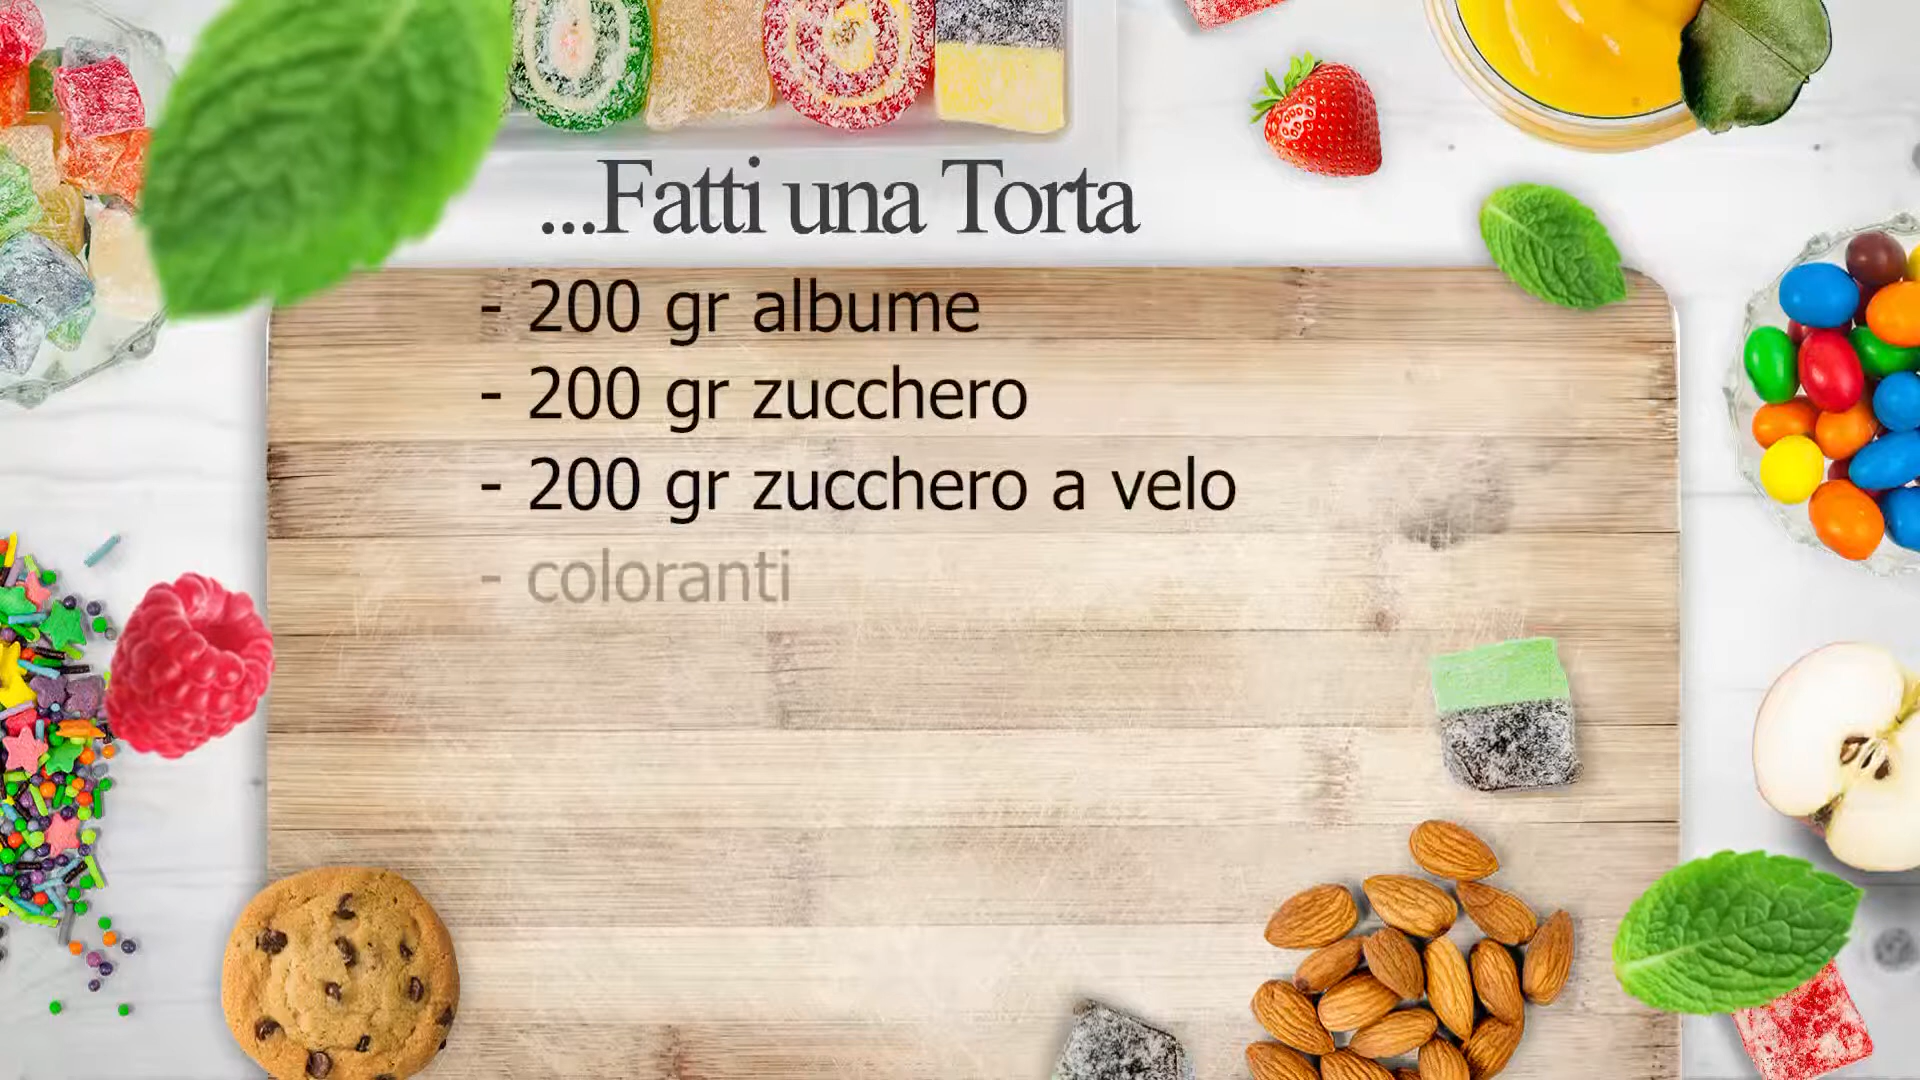 ...Fatti una Torta
- 200 gr albume
- 200 gr zucchero
- 200 gr zucchero a velo
- coloranti